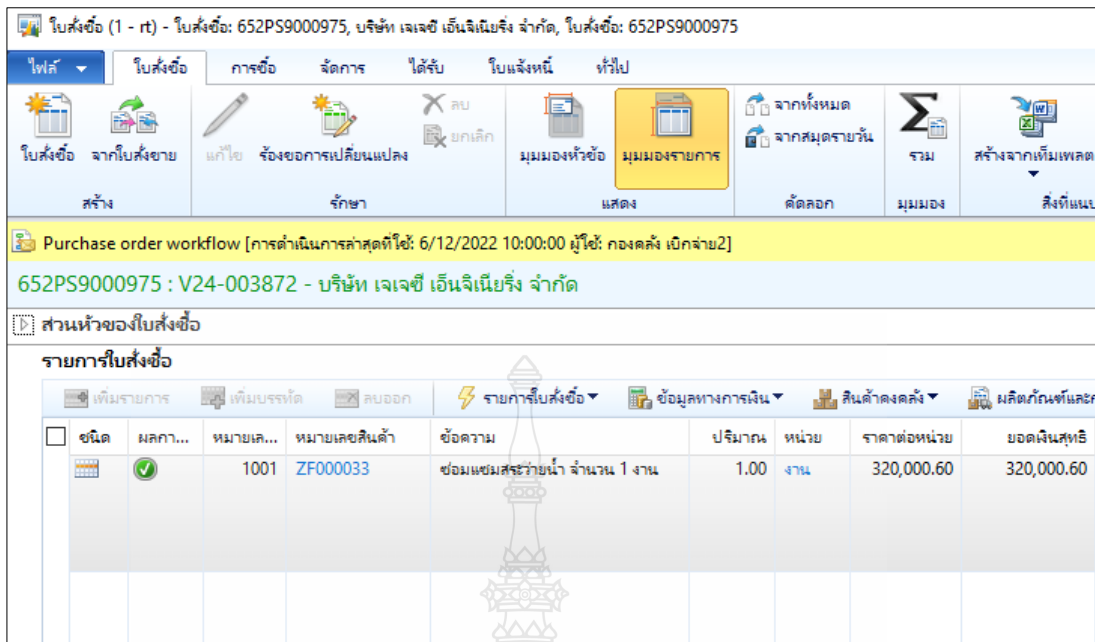 ใบสั่งซื้อ (1 - rt) - ใบสั่งซื้อ: 652PS9000975, บริษัท เจเจซี เอ็นจิเนียริ่ง จำกัด, ใบสั่งซื้อ: 652PS9000975
ไฟล์ ใบสั่งซื้อ การซื้อ จัดการ ได้รับ ใบแจ้งหนี้ ทั่วไป
ลบ จากทั้งหมด
ยกเลิก จากสมุดรายวัน
ใบสั่งซื้อ จากใบสั่งขาย แก้ไข ร้องขอการเปลี่ยนแปลง มุมมองหัวข้อ มุมมองรายการ รวม สร้างจากเท็มเพลต
สร้าง รักษา แสดง คัดลอก มุมมอง สิ่งที่แนบ
Purchase order workflow [การดำเนินการล่าสุดที่ใช้: 6/12/2022 10:00:00 ผู้ใช้: กองคลัง เบิกจ่าย2]
652PS9000975 : V24-003872 - บริษัท เจเจซี เอ็นจิเนียริ่ง จำกัด
ส่วนหัวของใบสั่งซื้อ
รายการใบสั่งซื้อ
เพิ่มรายการ เพิ่มบรรทัด ลบออก รายการใบสั่งซื้อ ข้อมูลทางการเงิน สินค้าคงคลัง ผลิตภัณฑ์และก
ชนิด ผลกา... หมายเล... หมายเลขสินค้า ข้อความ ปริมาณ หน่วย ราคาต่อหน่วย ยอดเงินสุทธิ
1001 ZF000033 ซ่อมแซมสระว่ายน้ำ จำนวน 1 งาน 1.00 งาน 320,000.60 320,000.60